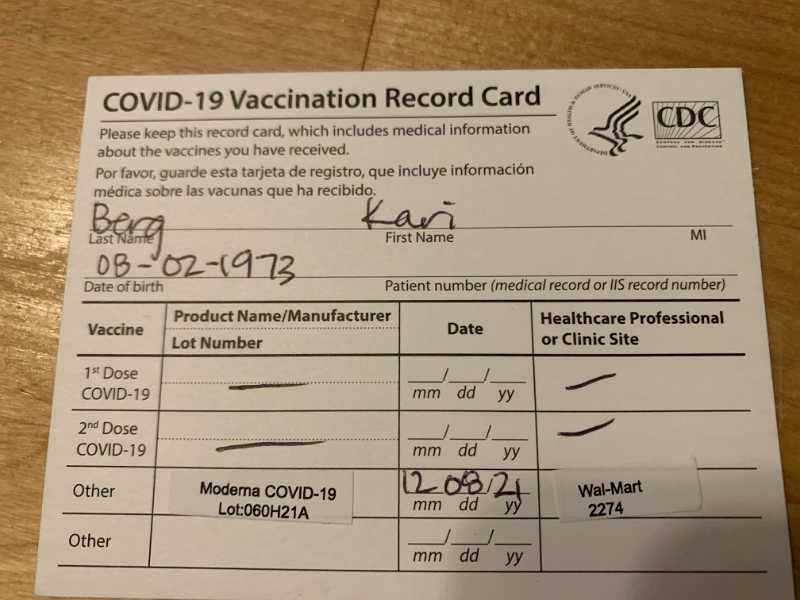 COVID-19 Vaccination Record Card
Please keep this record card, which includes medical information
about the vaccines you have received.
Por favor, guarde esta tarjeta de registro, que incluye información
médica sobre las vacunas que ha recibido.
CDC
Berg Kari
Last Name First Name MI
08-02-1973
Date of birth Patient number (medical record or IIS record number)
Vaccine Product Name/Manufacturer Date Healthcare Professional
Lot Number or Clinic Site
1st Dose
COVID-19 mm dd yy
2nd Dose
COVID-19 mm dd yy
Other Moderna COVID-19 12/08/21 Wal-Mart
Lot:060H21A mm dd yy 2274
Other
mm dd yy